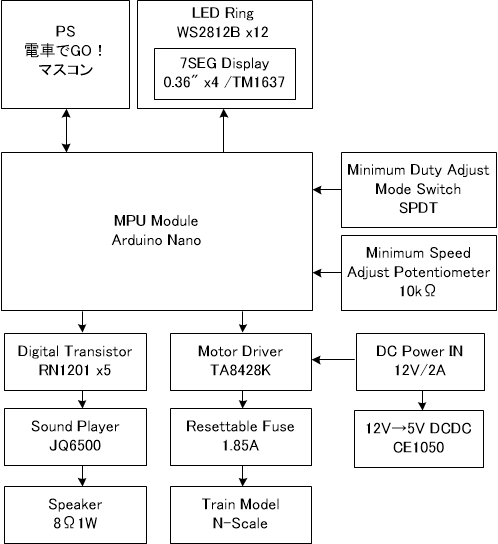 PS
電車でGO！
マスコン
LED Ring
WS2812B x12
7SEG Display
0.36" x4 /TM1637
MPU Module
Arduino Nano
Minimum Duty Adjust
Mode Switch
SPDT
Minimum Speed
Adjust Potentiometer
10kΩ
Digital Transistor
RN1201 x5
Motor Driver
TA8428K
DC Power IN
12V/2A
Sound Player
JQ6500
Resettable Fuse
1.85A
12V→5V DCDC
CE1050
Speaker
8Ω1W
Train Model
N-Scale